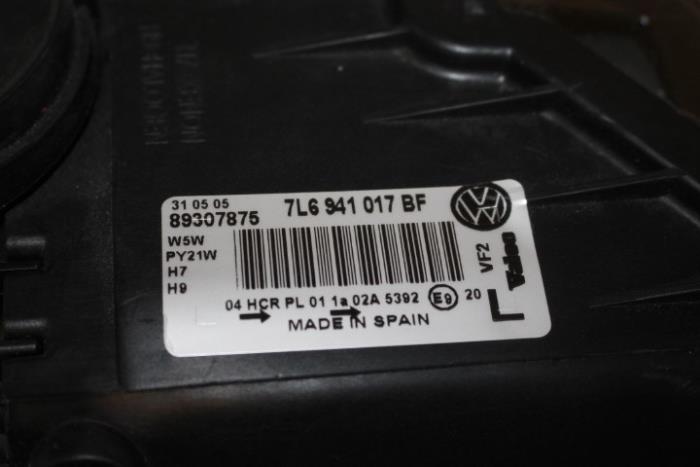 31 05 05
89307875
7L6 941 017 BF
W5W
PY21W
H7
H9
VF2
Valeo
04 HCR PL 01 1a 02A 5392 E9 20
L
MADE IN SPAIN